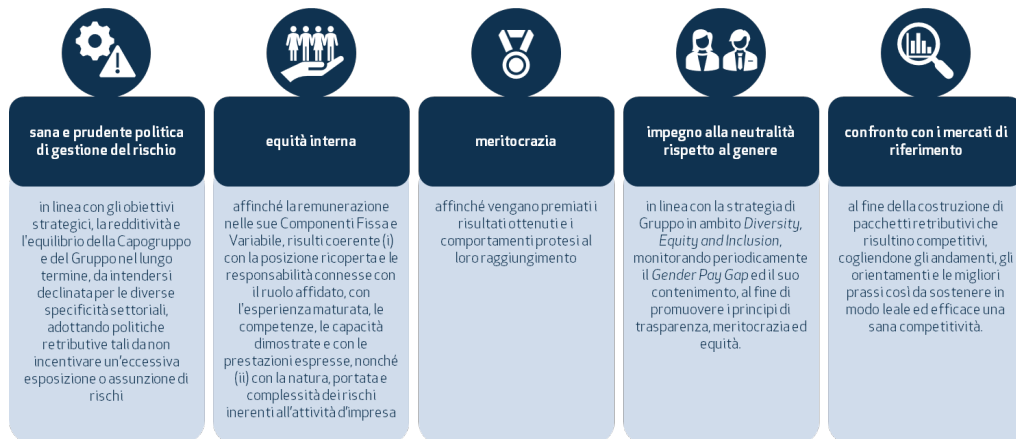 sana e prudente politica
di gestione del rischio
in linea con gli obiettivi
strategici, la redditività e
l'equilibrio della Capogruppo
e del Gruppo nel lungo
termine, da intendersi
declinata per le diverse
specificità settoriali,
adottando politiche
retributive tali da non
incentivare un'eccessiva
esposizione o assunzione di
rischi
equità interna
affinché la remunerazione
nelle sue Componenti Fissa e
Variabile, risulti coerente (i)
con la posizione ricoperta e le
responsabilità connesse con
il ruolo affidato, con
l'esperienza maturata, le
competenze, le capacità
dimostrate e con le
prestazioni espresse, nonché
(ii) con la natura, portata e
complessità dei rischi
inerenti all'attività d'impresa
meritocrazia
affinché vengano premiati i
risultati ottenuti e i
comportamenti protesi al
loro raggiungimento
impegno alla neutralità
rispetto al genere
in linea con la strategia di
Gruppo in ambito Diversity,
Equity and Inclusion,
monitorando periodicamente
il Gender Pay Gap ed il suo
contenimento, al fine di
promuovere i principi di
trasparenza, meritocrazia ed
equità.
confronto con i mercati di
riferimento
al fine della costruzione di
pacchetti retributivi che
risultino competitivi,
cogliendone gli andamenti, gli
orientamenti e le migliori
prassi così da sostenere in
modo leale ed efficace una
sana competitività.